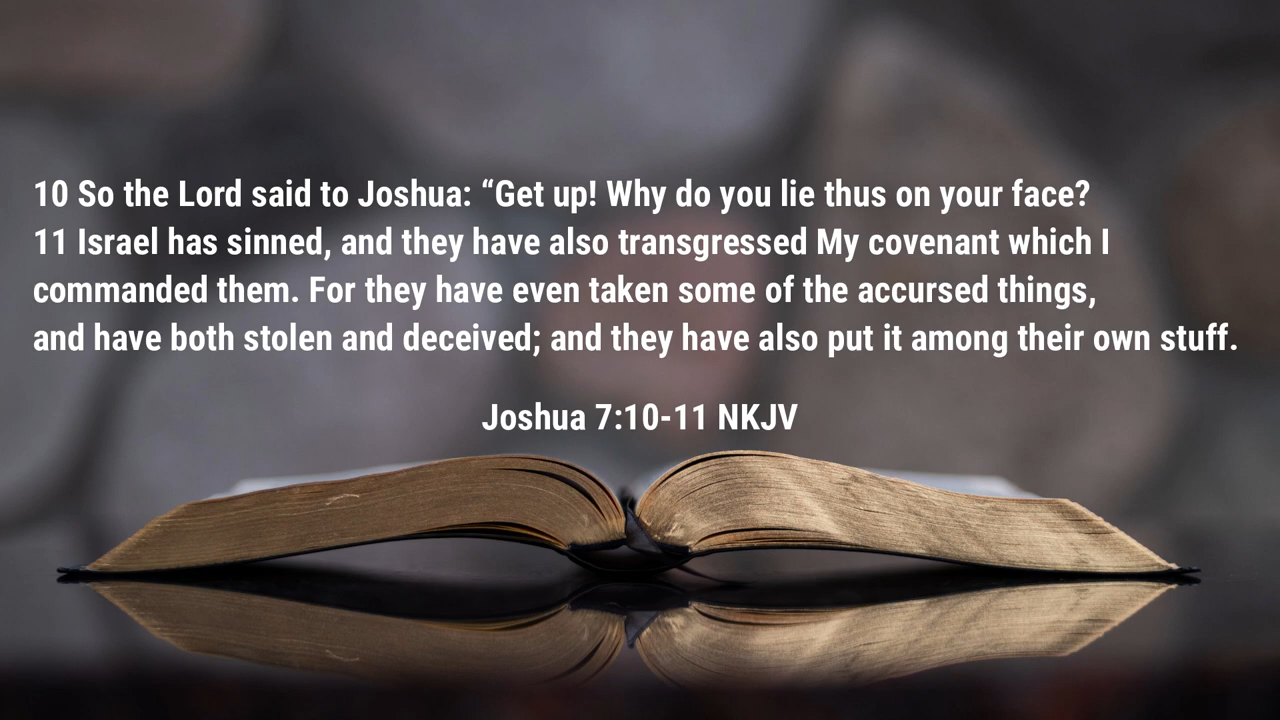 10 So the Lord said to Joshua: “Get up! Why do you lie thus on your face?
11 Israel has sinned, and they have also transgressed My covenant which I
commanded them. For they have even taken some of the accursed things,
and have both stolen and deceived; and they have also put it among their own stuff.
Joshua 7:10-11 NKJV